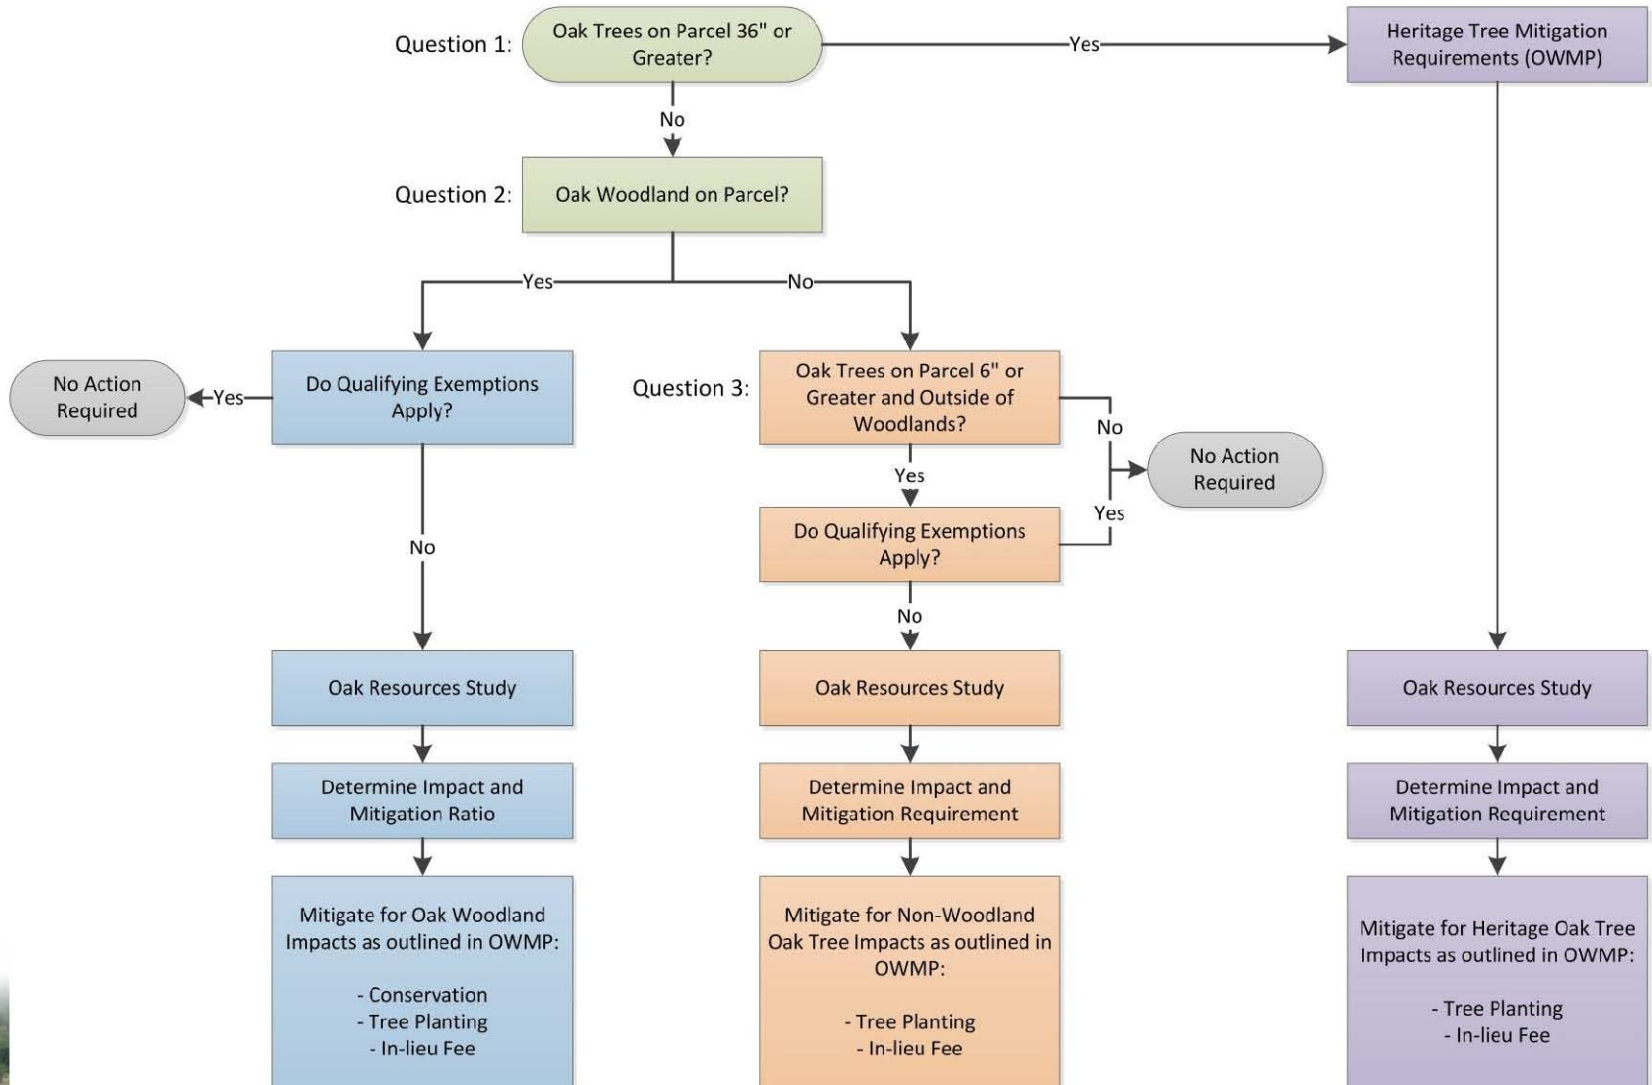 Question 1:
Oak Trees on Parcel 36" or
Greater?
Yes
Heritage Tree Mitigation
Requirements (OWMP)
No
Question 2:
Oak Woodland on Parcel?
Yes
No
No Action
Required
Yes
Do Qualifying Exemptions
Apply?
Question 3:
Oak Trees on Parcel 6" or
Greater and Outside of
Woodlands?
No
Yes
No Action
Required
Yes
Do Qualifying Exemptions
Apply?
No
No
Oak Resources Study
Oak Resources Study
Oak Resources Study
Determine Impact and
Mitigation Ratio
Determine Impact and
Mitigation Requirement
Determine Impact and
Mitigation Requirement
Mitigate for Oak Woodland
Impacts as outlined in OWMP:
- Conservation
- Tree Planting
- In-lieu Fee
Mitigate for Non-Woodland
Oak Tree Impacts as outlined in
OWMP:
- Tree Planting
- In-lieu Fee
Mitigate for Heritage Oak Tree
Impacts as outlined in OWMP:
- Tree Planting
- In-lieu Fee